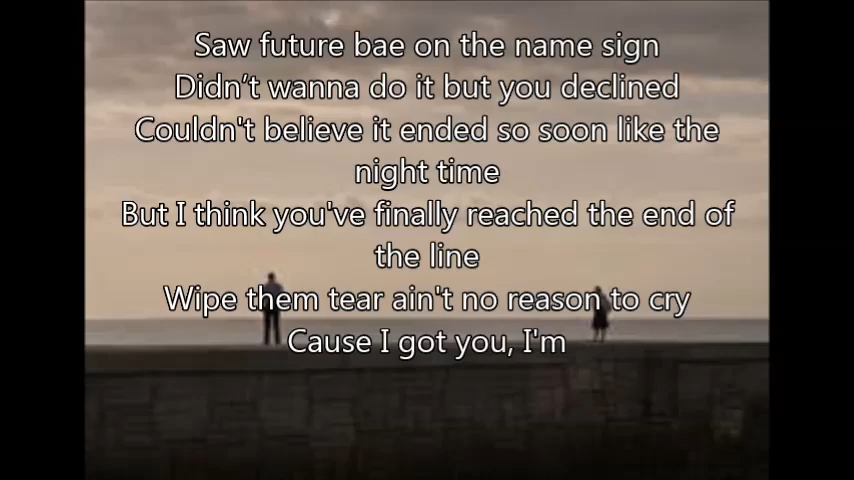 Saw future bae on the name sign
Didn’t wanna do it but you declined
Couldn't believe it ended so soon like the
night time
But I think you've finally reached the end of
the line
Wipe them tear ain't no reason to cry
Cause I got you, I'm